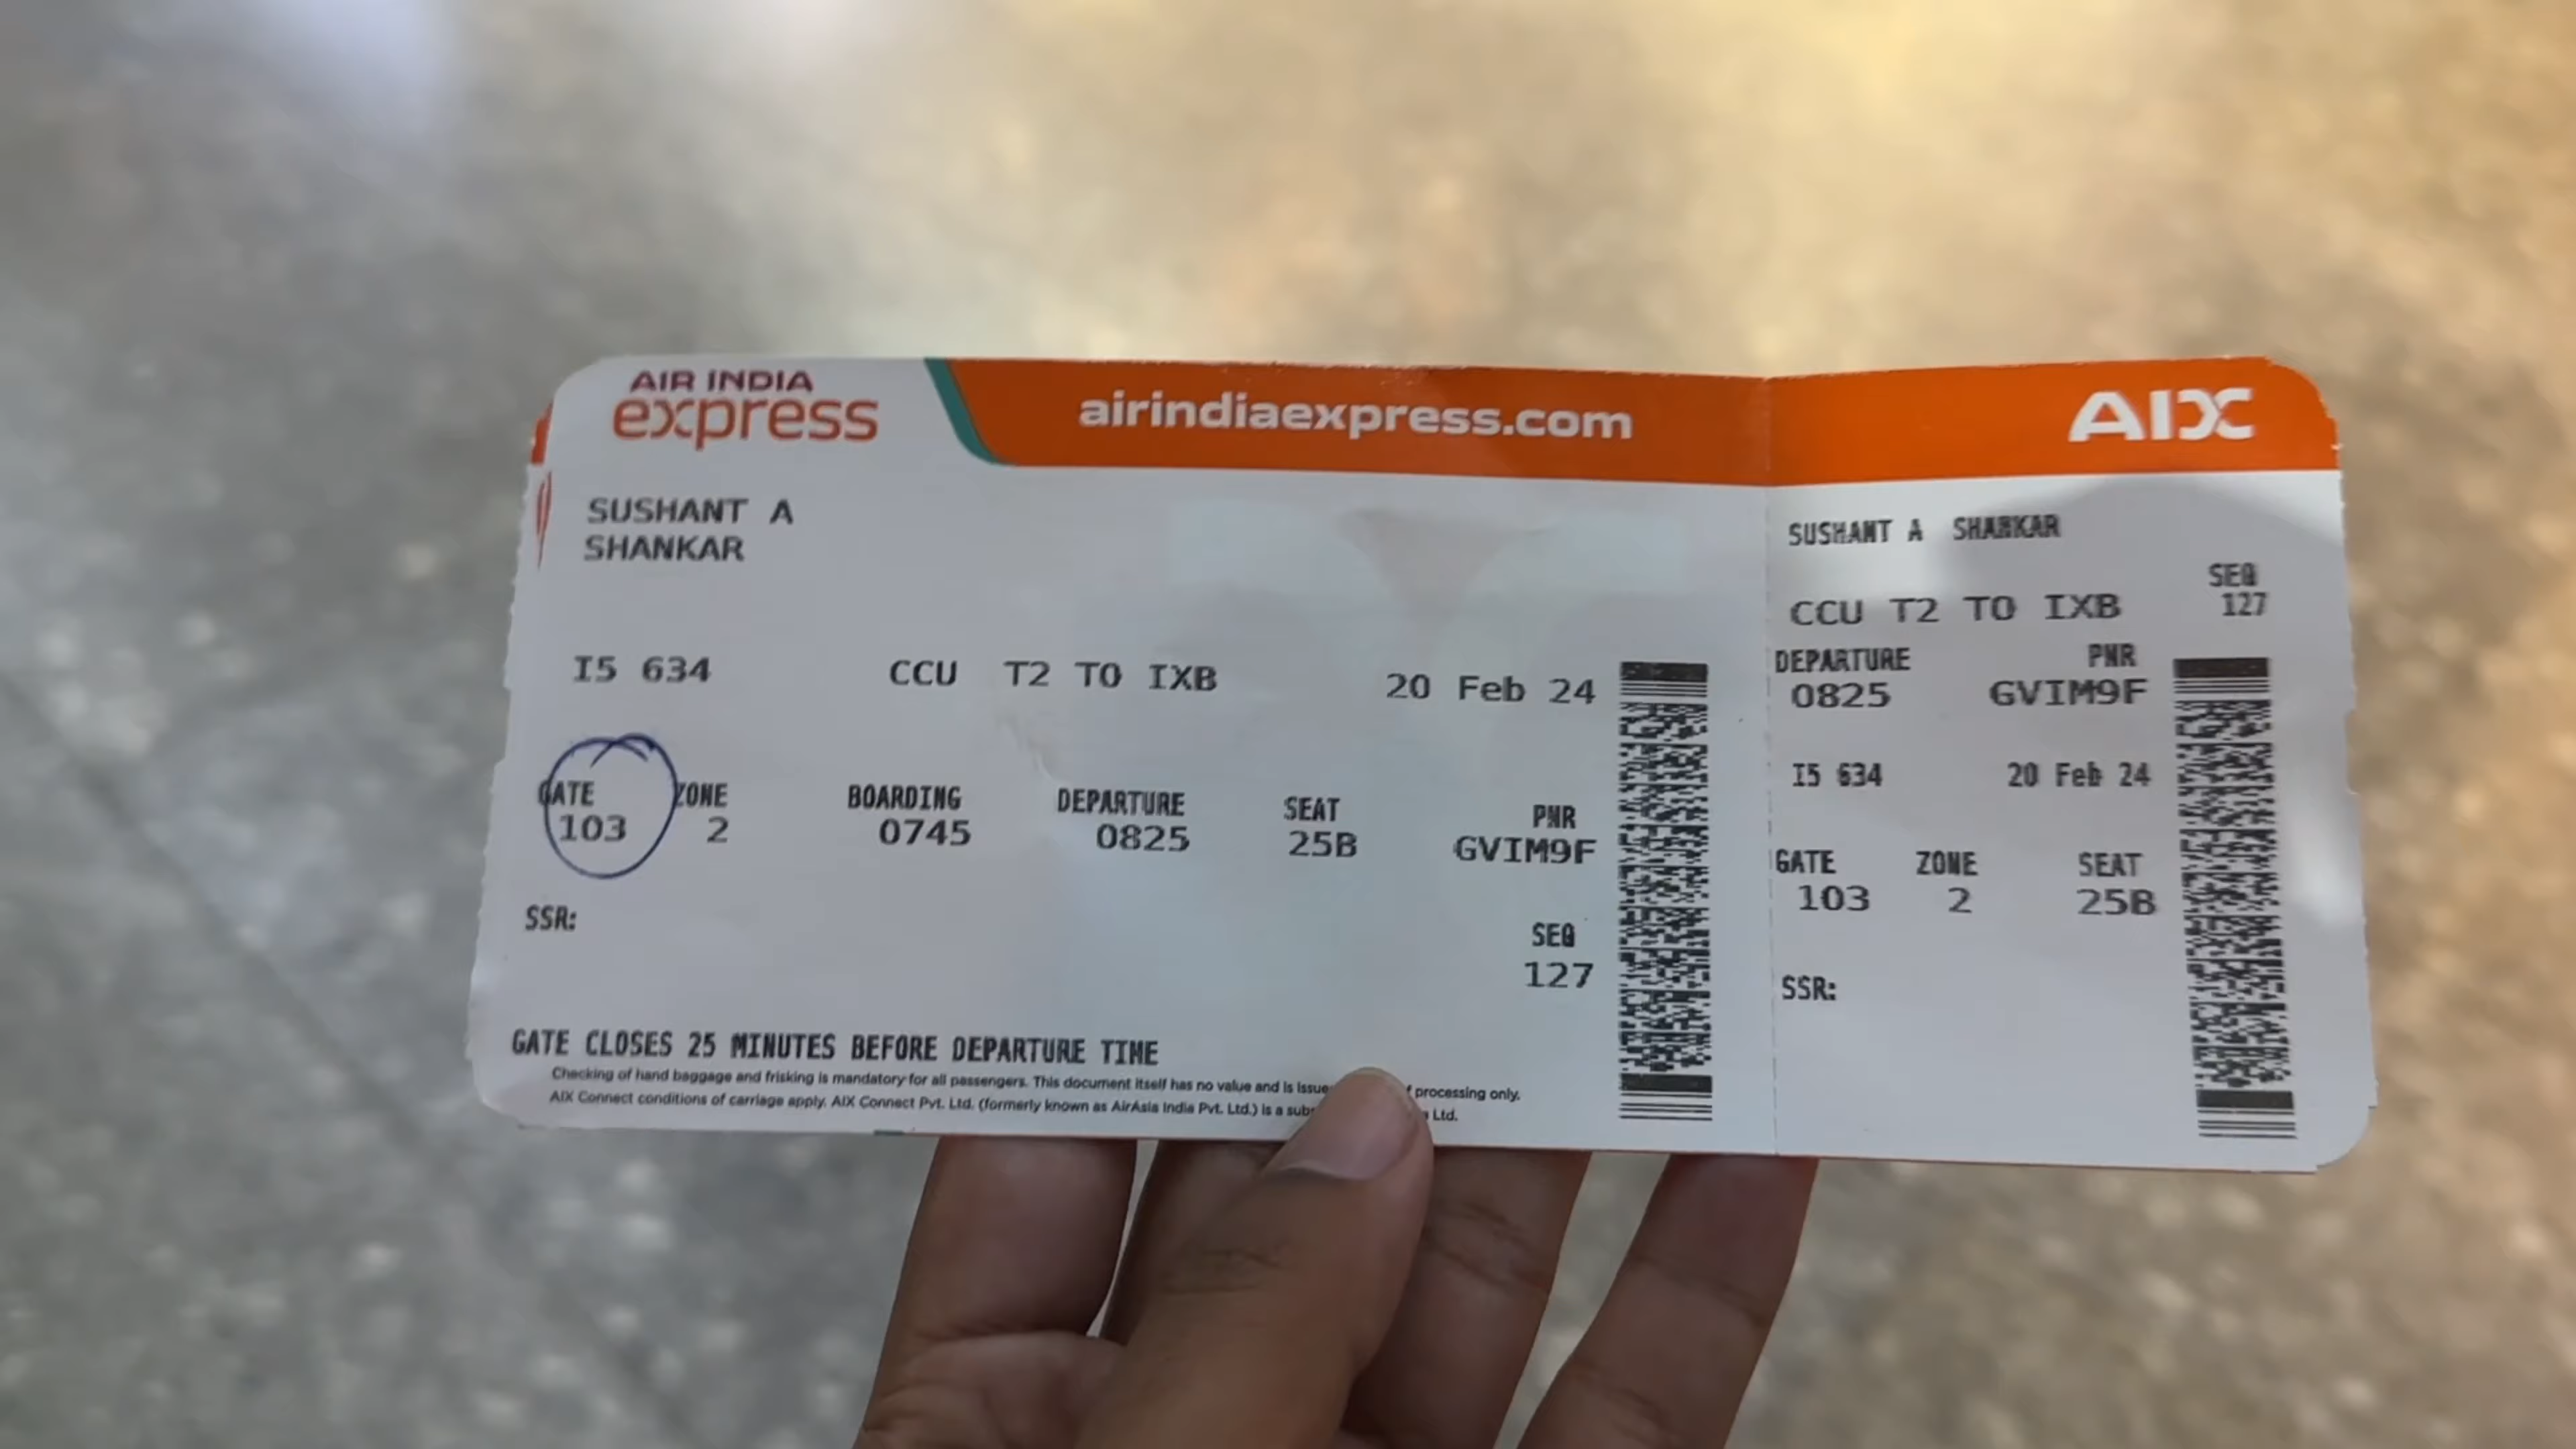 AIR INDIA
express
airindiaexpress.com
SUSHANT A
SHANKAR
I5 634 CCU T2 TO IXB 20 Feb 24
GATE ZONE BOARDING DEPARTURE SEAT PNR
103 2 0745 0825 25B GVIM9F
SSR:
SEQ
127
GATE CLOSES 25 MINUTES BEFORE DEPARTURE TIME
Checking of hand baggage and frisking is mandatory for all passengers. This document itself has no value and is processing only.
AIX Connect conditions of carriage apply. AIX Connect Pvt. Ltd. (formerly known as AirAsia India Pvt. Ltd.) is a Ltd.
AIX
SUSHANT A SHANKAR
SEQ
CCU T2 TO IXB 127
DEPARTURE PNR
0825 GVIM9F
I5 634 20 Feb 24
GATE ZONE SEAT
103 2 25B
SSR: